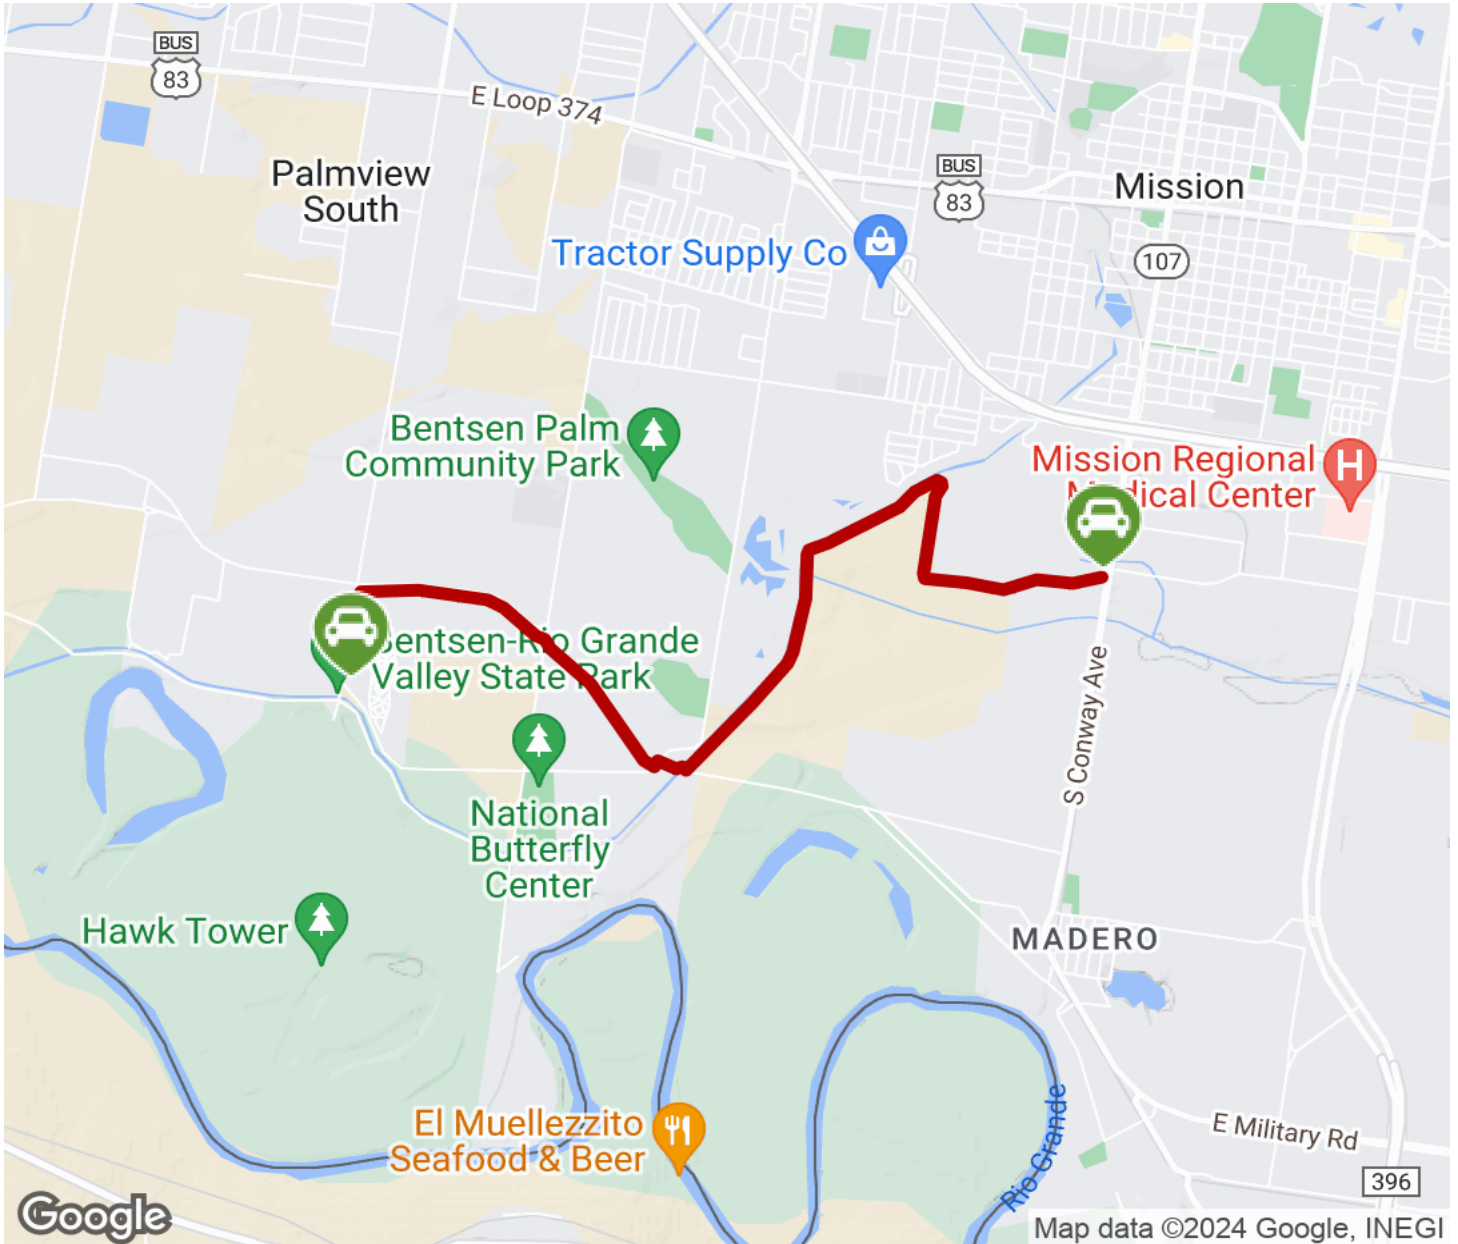 BUS
83
E Loop 374
Palmview
South
BUS
83
Mission
Tractor Supply Co
107
Bentsen Palm
Community Park
Mission Regional
Medical Center
H
Bentsen-Rio Grande
Valley State Park
S Conway Ave
National
Butterfly
Center
Hawk Tower
MADERO
El Muellezzito
Seafood & Beer
Rio Grande
E Military Rd
396
Google
Map data ©2024 Google, INEGI